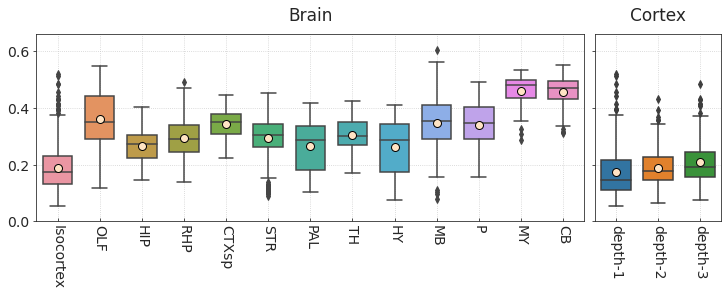 Brain
Cortex
0.6
0.4
0.2
0.0
Isocortex
OLF
HIP
RHP
CTXsp
STR
PAL
TH
HY
MB
P
MY
CB
depth-1
depth-2
depth-3